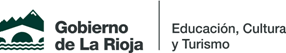 Gobierno
de La Rioja
Educación, Cultura
y Turismo